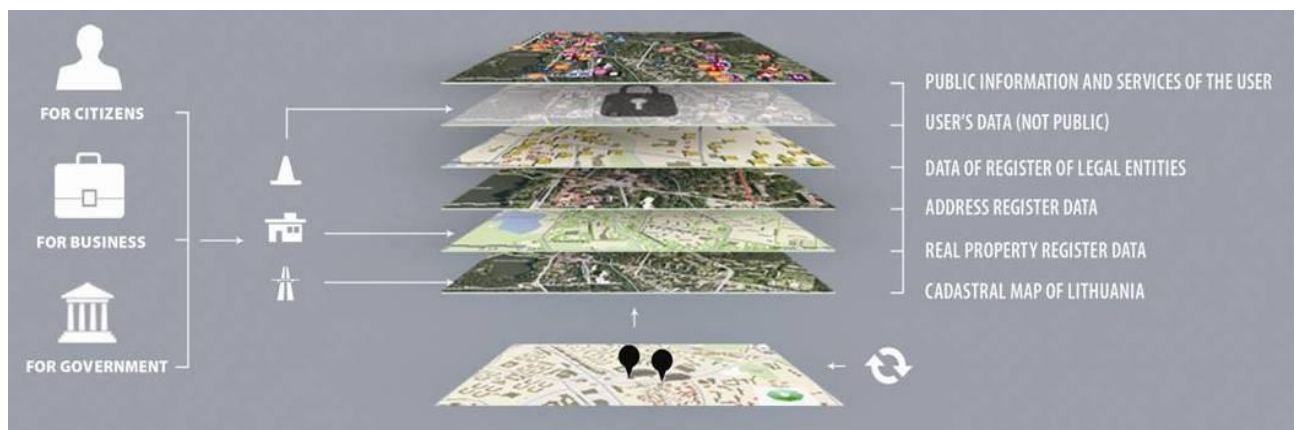 FOR CITIZENS
FOR BUSINESS
FOR GOVERNMENT
PUBLIC INFORMATION AND SERVICES OF THE USER
USER'S DATA (NOT PUBLIC)
DATA OF REGISTER OF LEGAL ENTITIES
ADDRESS REGISTER DATA
REAL PROPERTY REGISTER DATA
CADASTRAL MAP OF LITHUANIA